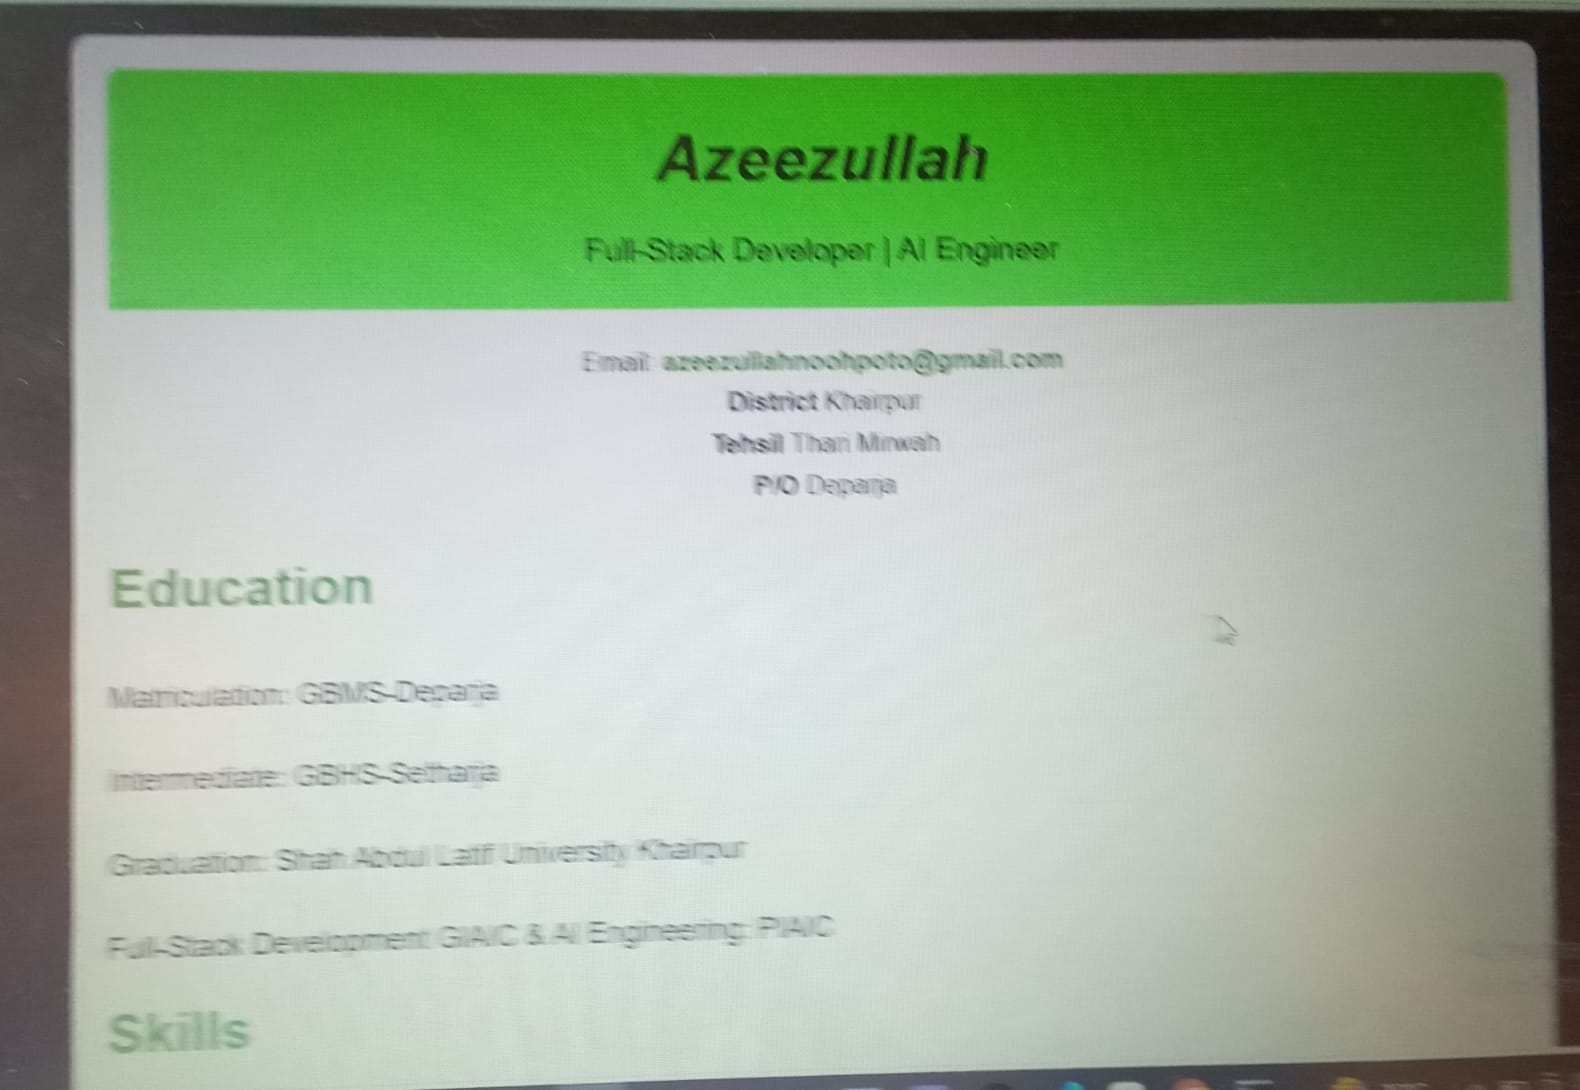 Azeezullah
Full-Stack Developer | AI Engineer
Email: azeezullahnoohpoto@gmail.com
District Khairpur
Tehsil Thari Mirwah
P/O Deparja
Education
Matriculation: GBMS-Deparja
Intermediate: GBHS-Setharja
Graduation: Shah Abdul Latif University Khairpur
Full-Stack Development: GIAIC & AI Engineering: PIAIC
Skills